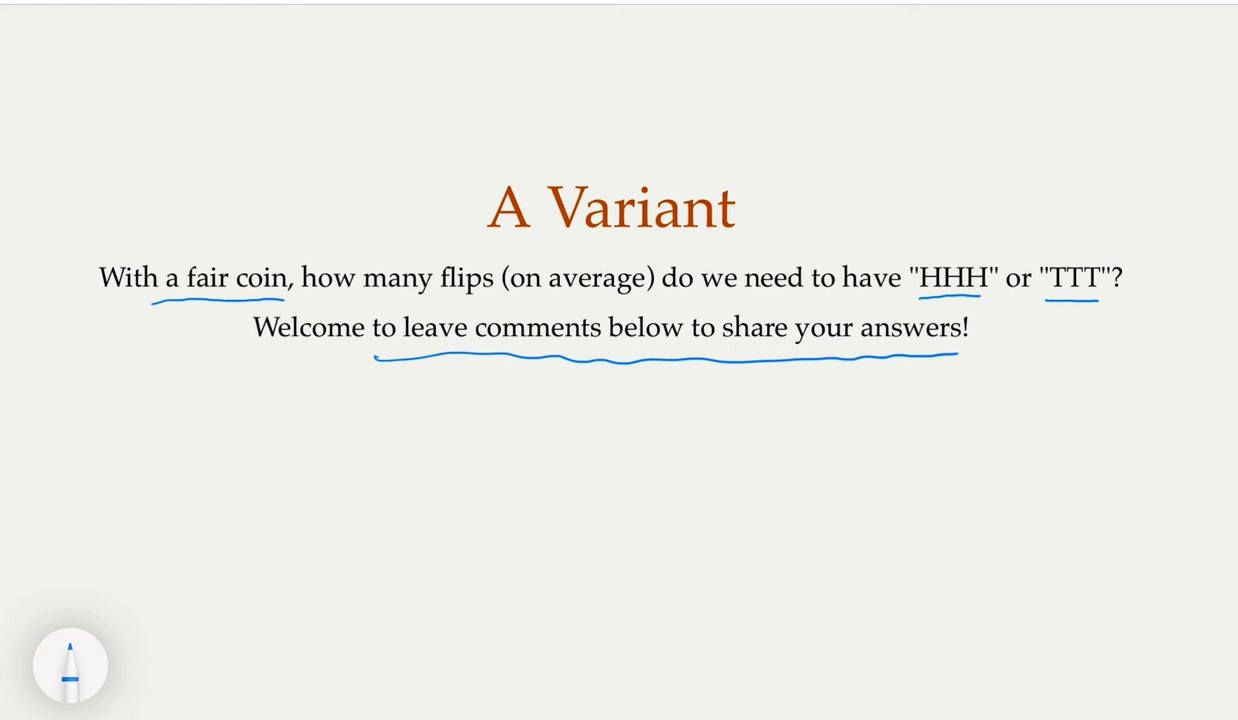 A Variant
With a fair coin, how many flips (on average) do we need to have "HHH" or "TTT"?
Welcome to leave comments below to share your answers!